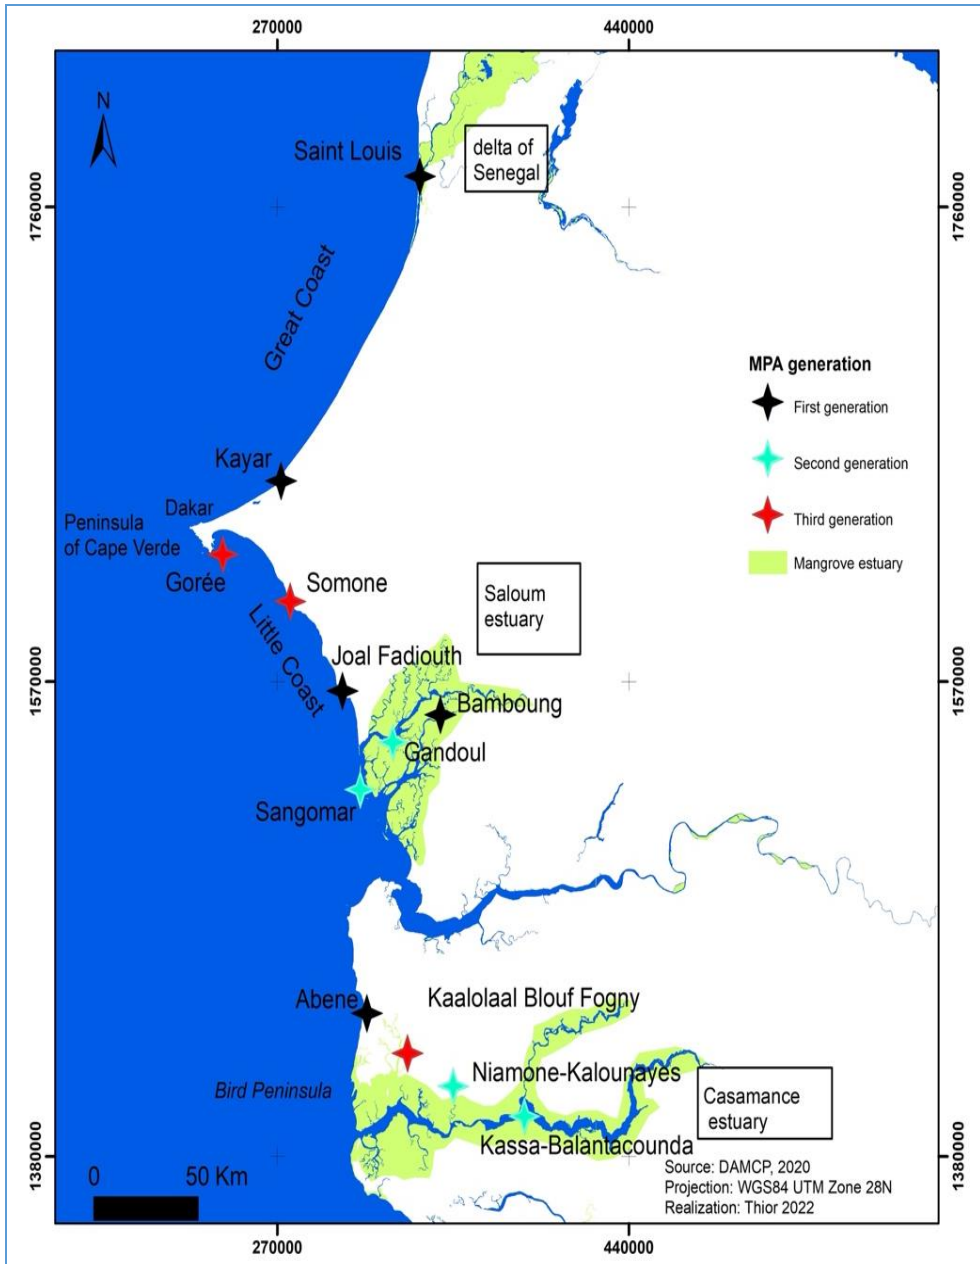 270000
440000
N
Saint Louis
delta of
Senegal
1760000
1760000
Great Coast
MPA generation
First generation
Kayar
Second generation
Dakar
Peninsula
of Cape Verde
Third generation
Gorée
Somone
Mangrove estuary
Saloum
estuary
Little Coast
Joal Fadiouth
1570000
1570000
Bamboung
Gandoul
Sangomar
Abene
Kaalolaal Blouf Fogny
Bird Peninsula
Niamone-Kalounayes
Casamance
estuary
Kassa-Balantacounda
1380000
1380000
0
50 Km
Source: DAMCP, 2020
Projection: WGS84 UTM Zone 28N
Realization: Thior 2022
270000
440000